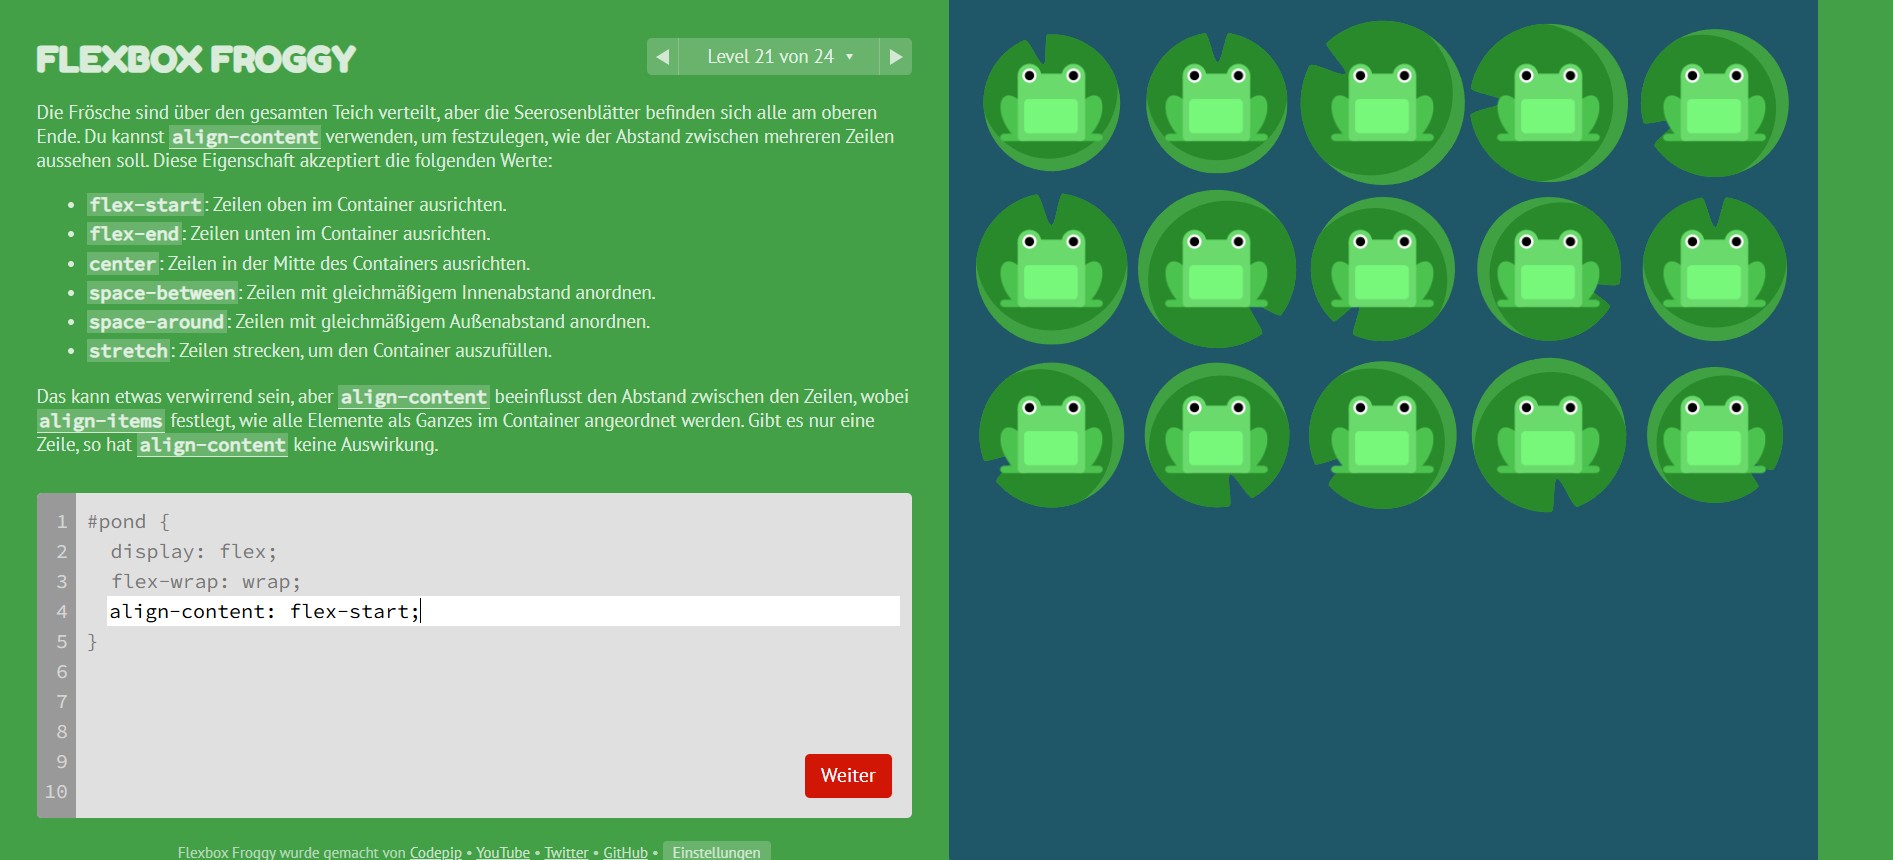 FLEXBOX FROGGY
Level 21 von 24
Die Frösche sind über den gesamten Teich verteilt, aber die Seerosenblätter befinden sich alle am oberen
Ende. Du kannst align-content verwenden, um festzulegen, wie der Abstand zwischen mehreren Zeilen
aussehen soll. Diese Eigenschaft akzeptiert die folgenden Werte:
• flex-start: Zeilen oben im Container ausrichten.
• flex-end: Zeilen unten im Container ausrichten.
• center: Zeilen in der Mitte des Containers ausrichten.
• space-between: Zeilen mit gleichmäßigem Innenabstand anordnen.
• space-around: Zeilen mit gleichmäßigem Außenabstand anordnen.
• stretch: Zeilen strecken, um den Container auszufüllen.
Das kann etwas verwirrend sein, aber align-content beeinflusst den Abstand zwischen den Zeilen, wobei
align-items festlegt, wie alle Elemente als Ganzes im Container angeordnet werden. Gibt es nur eine
Zeile, so hat align-content keine Auswirkung.
1 #pond {
2 display: flex;
3 flex-wrap: wrap;
4 align-content: flex-start;
5 }
6
7
8
9
10
Weiter
Flexbox Froggy wurde gemacht von Codepip • YouTube • Twitter • GitHub • Einstellungen